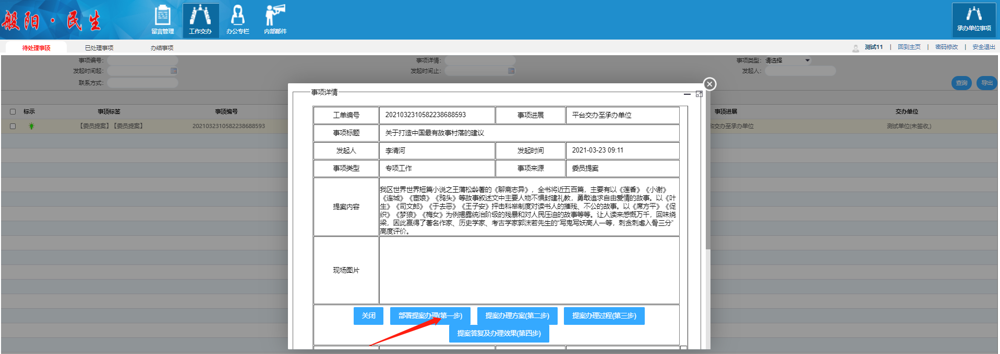 般阳·民生
留言管理
工作交办
办公专栏
内部邮件
承办单位事项
待处理事项
已处理事项
办结事项
测试11 | 回到主页 | 密码修改 | 安全退出
事项编号：
事项详情：
事项类型： 请选择
发起时间起：
发起时间止：
发起人：
联系方式：
查询
导出
标示
事项标签
事项编号
事项进展
交办单位
【委员提案】【委员提案】
2021032310582238688593
台交办至承办单位
测试单位(未签收)
事项详情
工单编号 2021032310582238688593 事项进展 平台交办至承办单位
事项标题 关于打造中国最有故事村落的建议
发起人 李清河 发起时间 2021-03-23 09:11
事项类型 专项工作 事项来源 委员提案
提案内容
我区世界世界短篇小说之王蒲松龄著的《聊斋志异》，全书将近五百篇，主要有以《莲香》《小谢》
《连城》《宦娘》《鸦头》等故事叙述文中主要人物不惧封建礼教，勇敢追求自由爱情的故事。以《叶
生》《司文郎》《于去恶》《王子安》抨击科举制度对读书人的摧残、不公的故事。以《席方平》《促
织》《梦狼》《梅女》为例揭露统治阶级的残暴和对人民压迫的故事等等。让人读来感慨万千，回味绕
梁，因此赢得了著名作家、历史学家、考古学家郭沫若先生的“写鬼写妖高人一等，刺贪刺虐入骨三分”
高度评价。
现场图片
关闭
部署提案办理(第一步)
提案办理方案(第二步)
提案办理过程(第三步)
提案答复及办理效果(第四步)